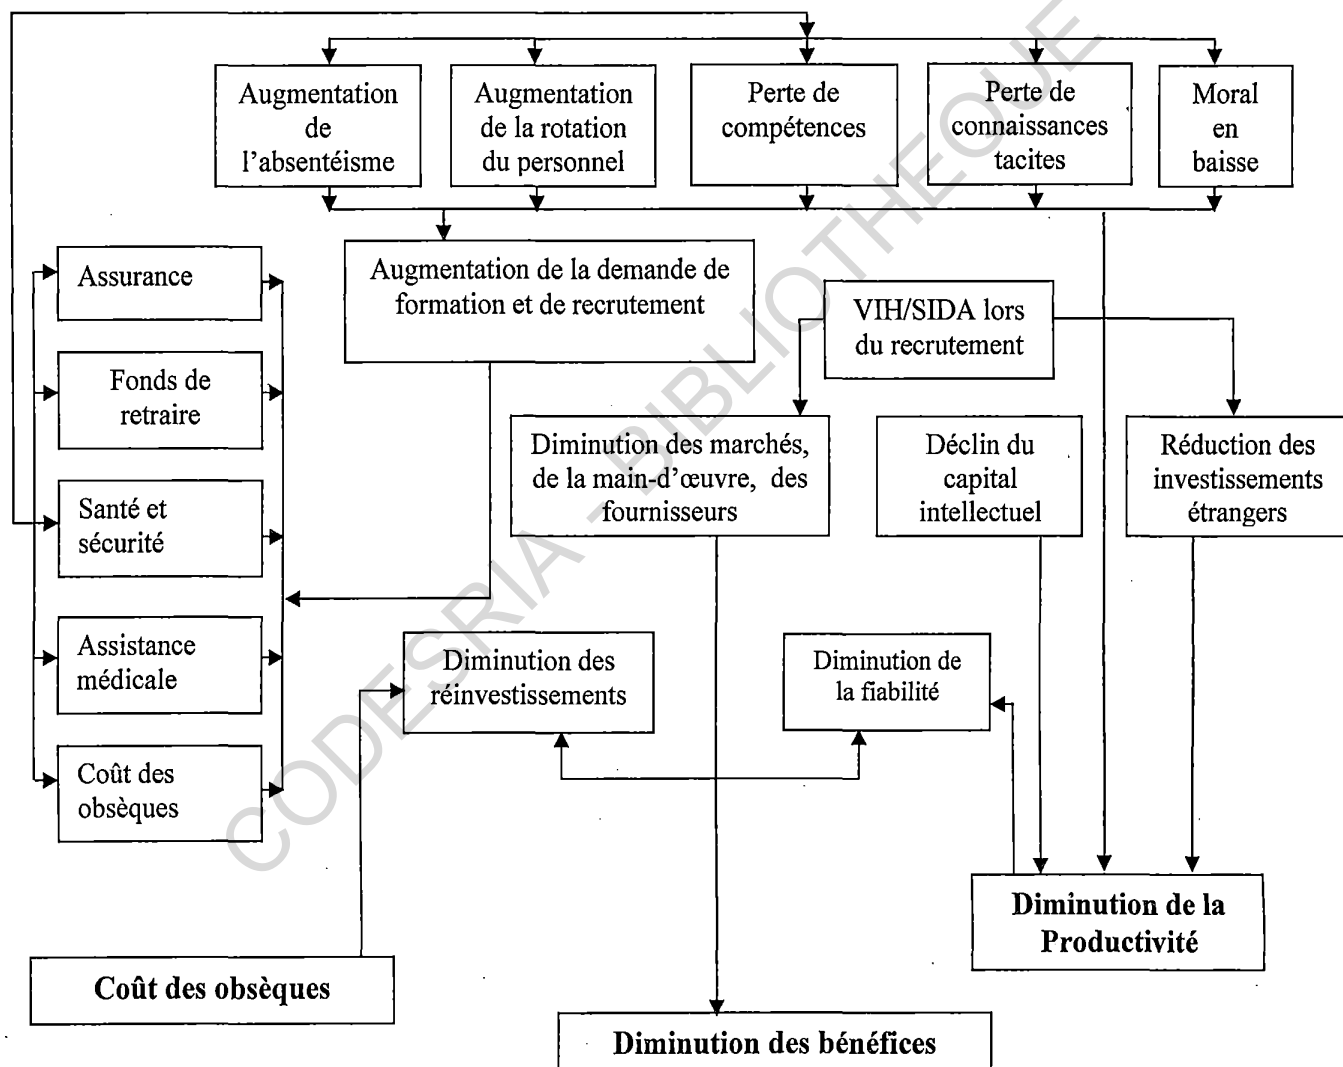 Augmentation
de
l'absentéisme
Augmentation
de la rotation
du personnel
Perte de
compétences
Perte de
connaissances
tacites
Moral
en
baisse
Assurance
Augmentation de la demande de
formation et de recrutement
VIH/SIDA lors
du recrutement
Fonds de
retraire
Diminution des marchés,
de la main-d'œuvre, des
fournisseurs
Déclin du
capital
intellectuel
Réduction des
investissements
étrangers
Santé et
sécurité
Assistance
médicale
Diminution des
réinvestissements
Diminution de
la fiabilité
Coût des
obsèques
Diminution de la
Productivité
Coût des obsèques
Diminution des bénéfices
CODESRIA - BIBLIOTHEQUE